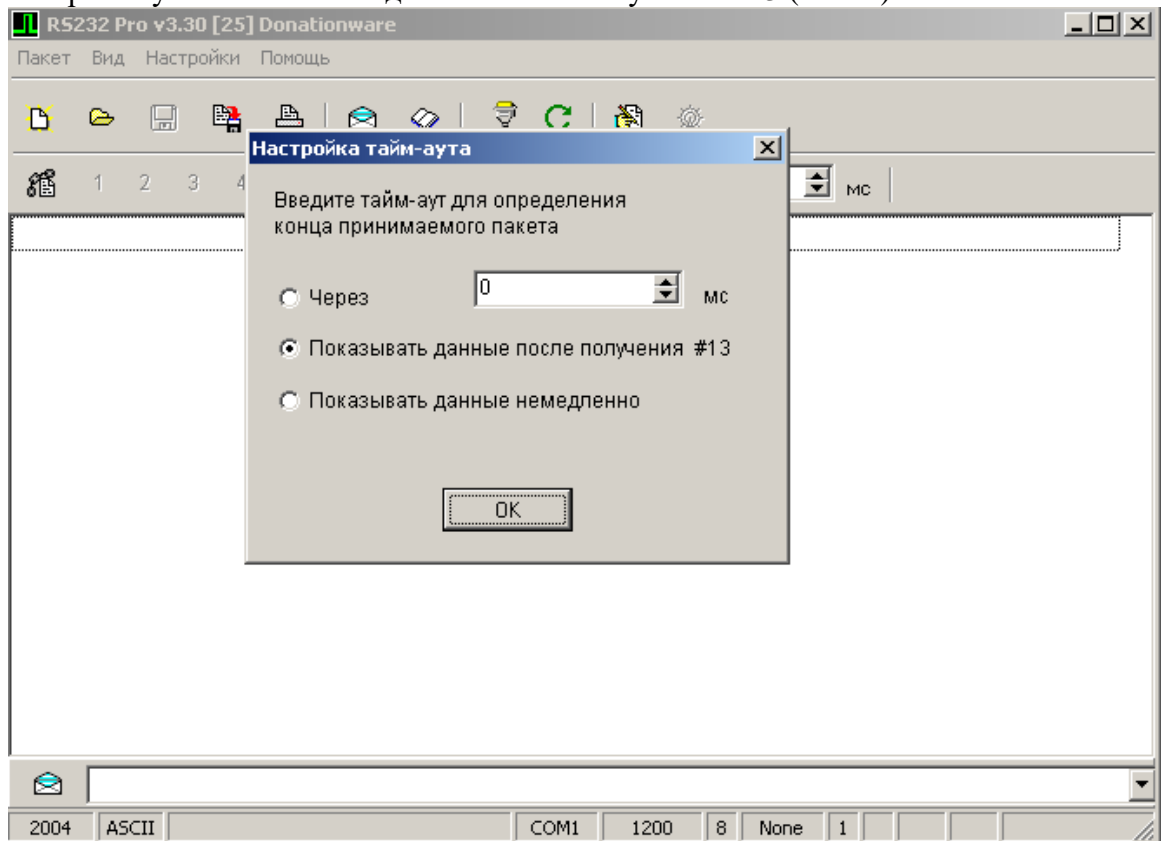 RS232 Pro v3.30 [25] Donationware
Пакет Вид Настройки Помощь
Настройка тайм-аута
1 2 3 4
мс
Введите тайм-аут для определения
конца принимаемого пакета
Через 0 мс
Показывать данные после получения #13
Показывать данные немедленно
OK
2004 ASCII COM1 1200 8 None 1